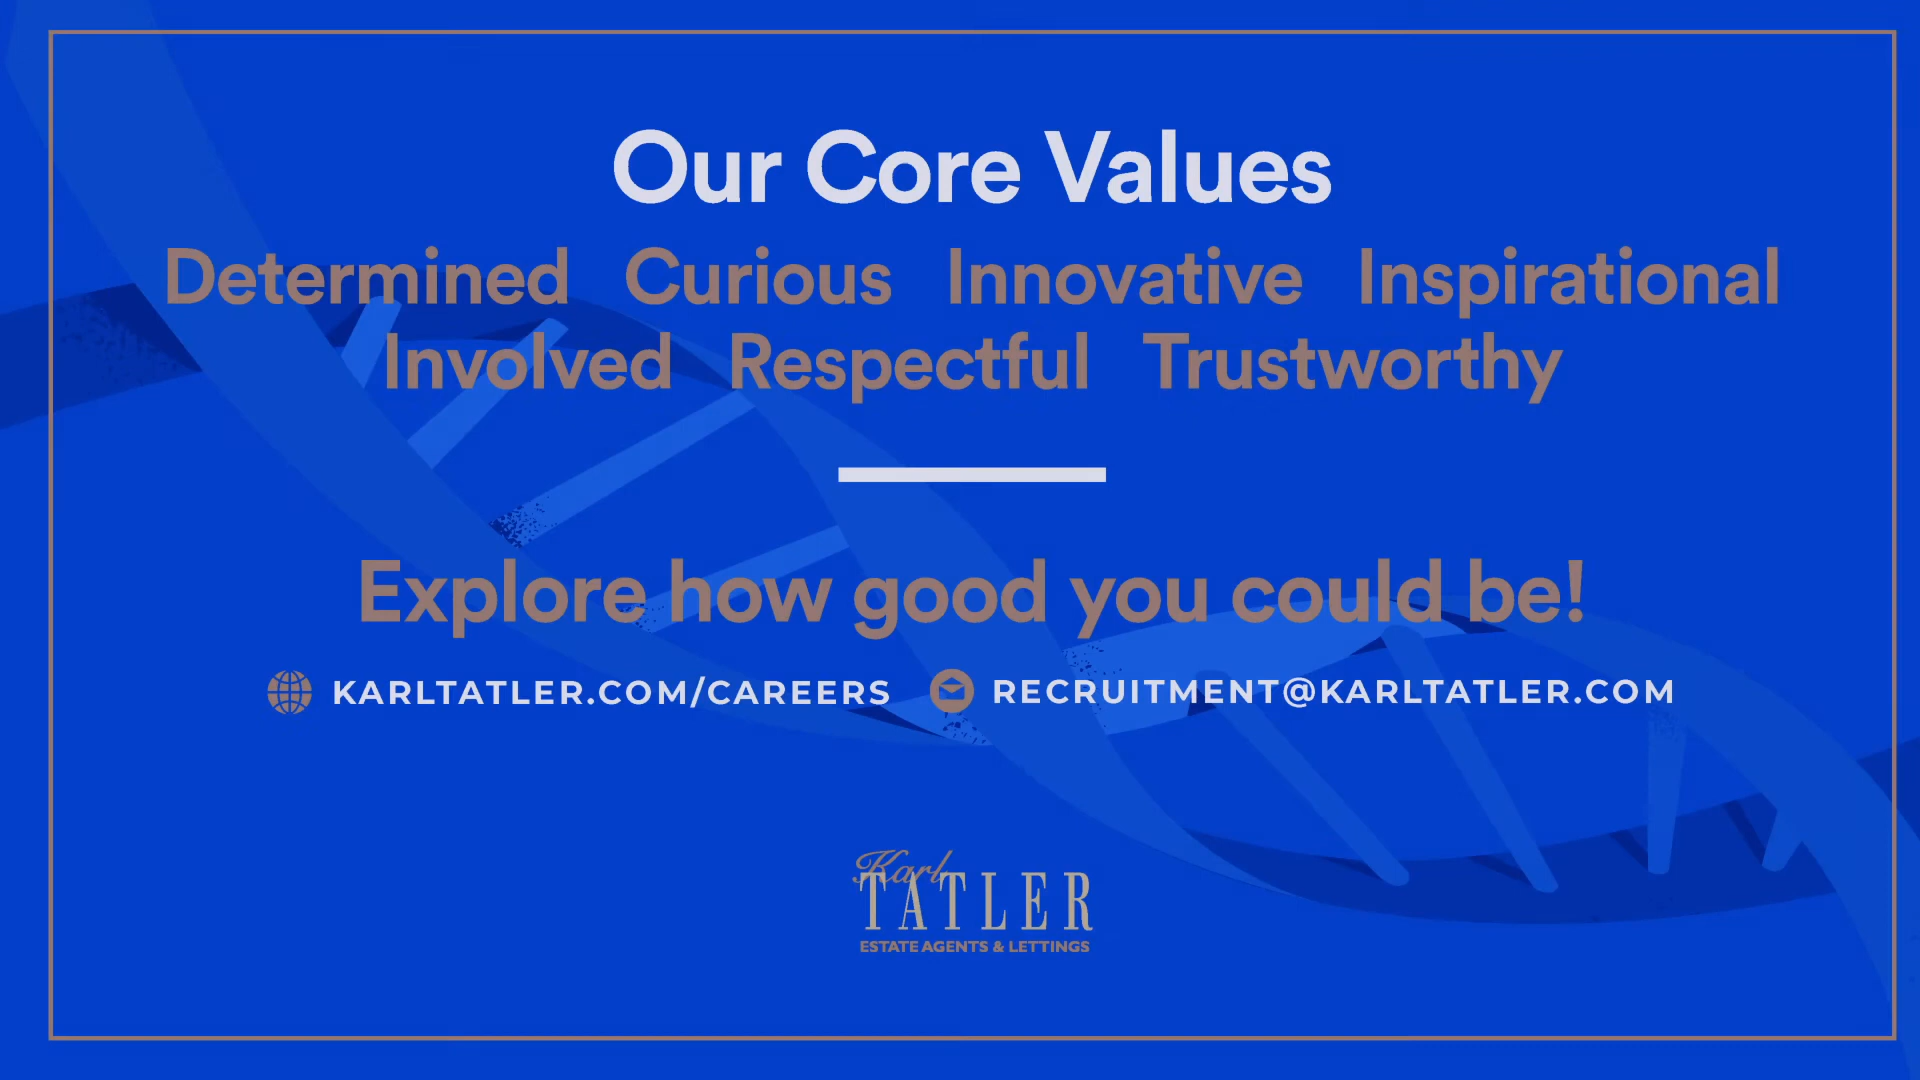 Our Core Values
Determined Curious Innovative Inspirational
Involved Respectful Trustworthy
Explore how good you could be!
KARLTATLER.COM/CAREERS RECRUITMENT@KARLTATLER.COM
Karl
TATLER
ESTATE AGENTS & LETTINGS